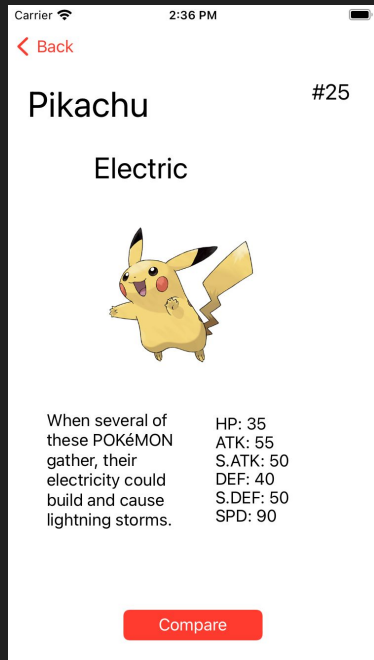 Carrier 2:36 PM
Back
#25
Pikachu
Electric
When several of
these POKéMON
gather, their
electricity could
build and cause
lightning storms.
HP: 35
ATK: 55
S.ATK: 50
DEF: 40
S.DEF: 50
SPD: 90
Compare